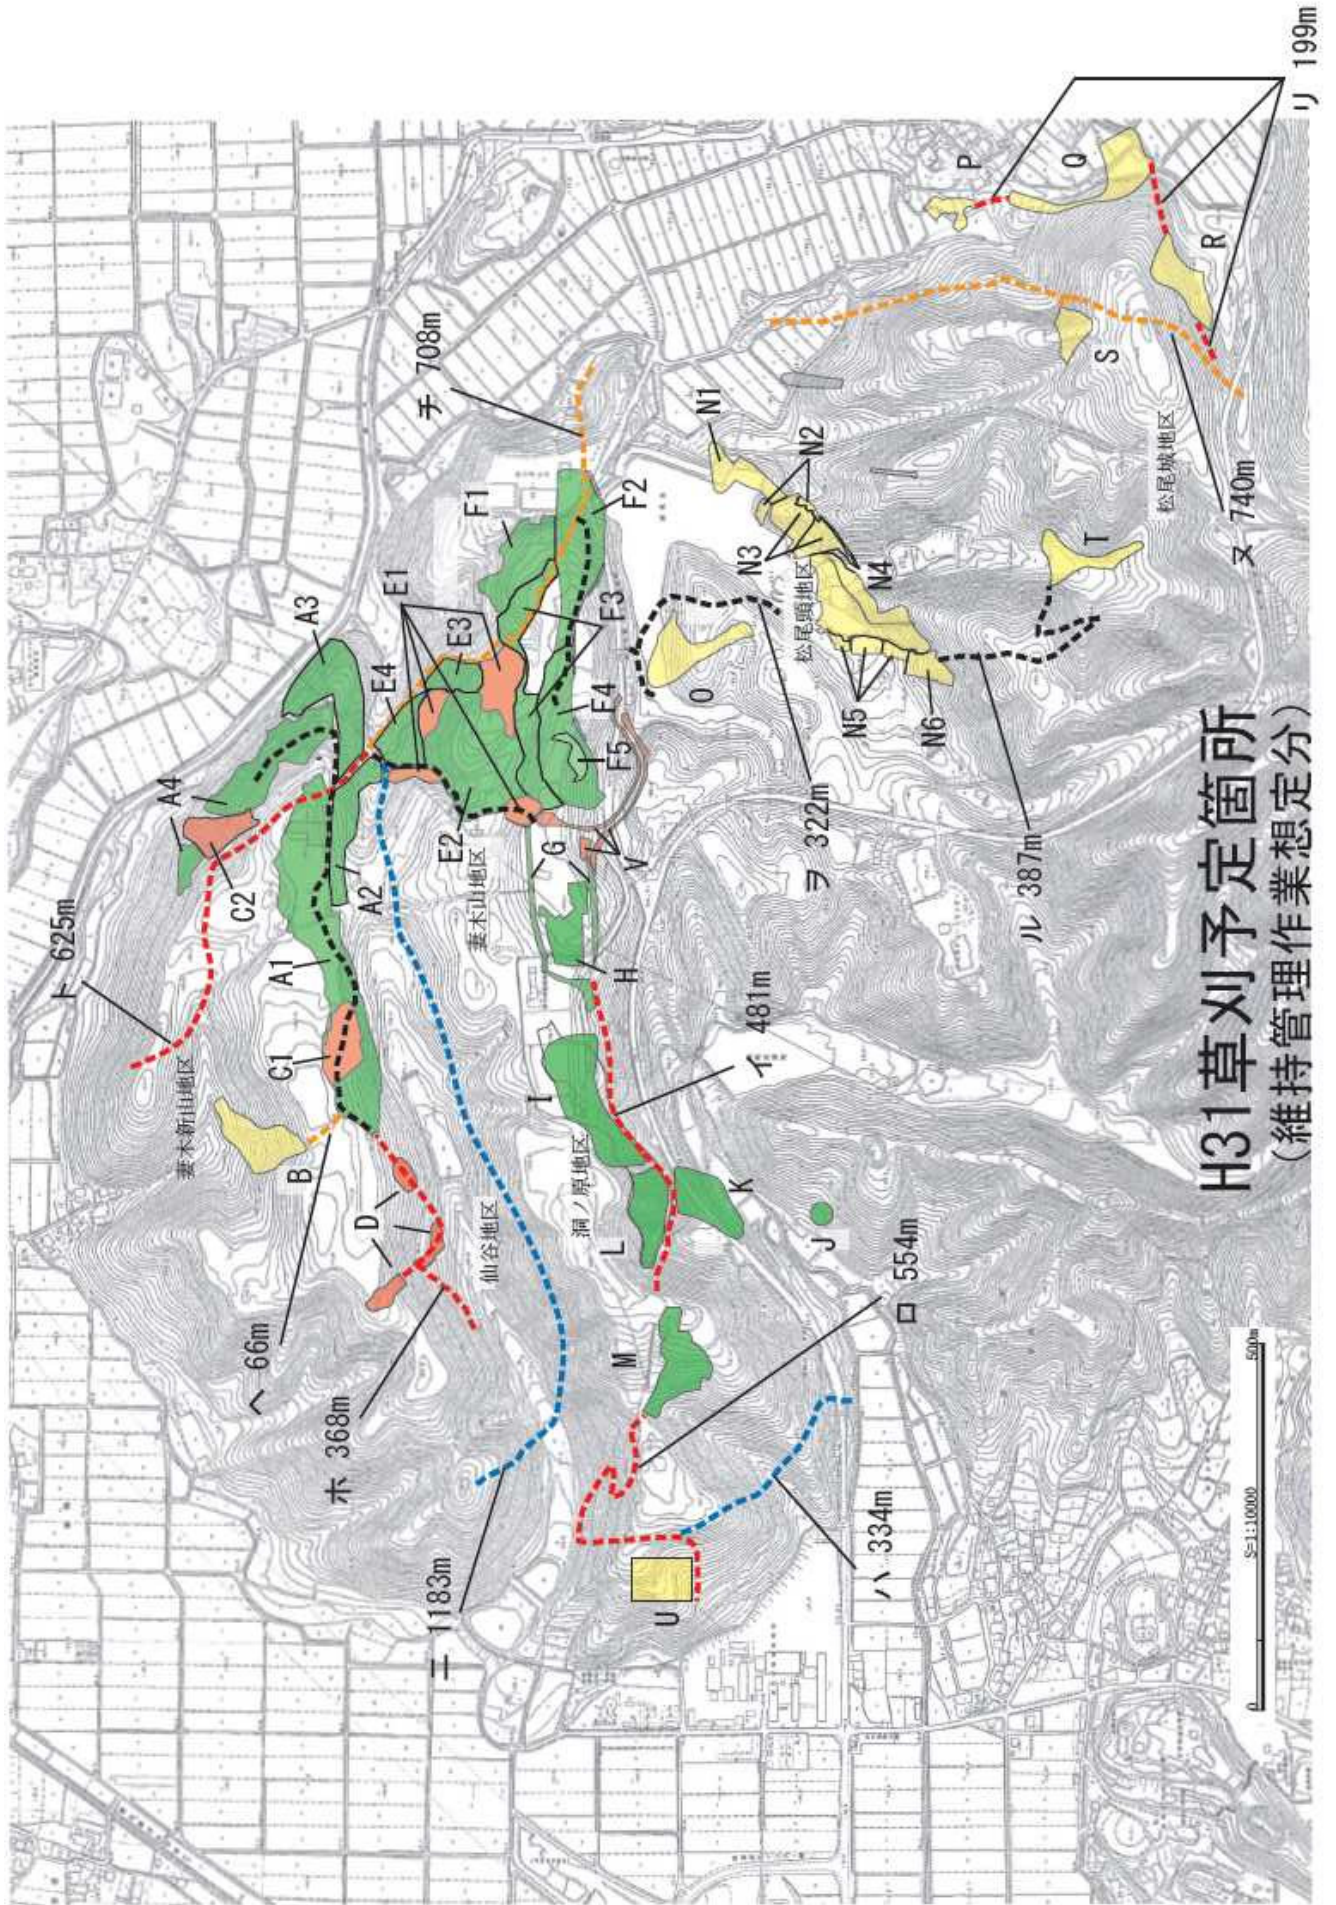 H31草刈予定箇所
(維持管理作業想定分)
ト 625m
チ 708m
ヘ 66m
ホ 368m
ニ 1183m
イ 481m
ロ 554m
ハ 334m
ヲ 322m
ル 387m
ヌ 740m
リ 199m
A1
A2
A3
A4
B
C1
C2
D
E1
E2
E3
E4
F1
F2
F3
F4
F5
G
H
I
J
K
L
M
N1
N2
N3
N4
N5
N6
O
P
Q
R
S
T
U
V
妻木新山地区
妻木山地区
仙谷地区
洞ノ原地区
松尾頭地区
松尾城地区
0 S=1:10000 500m